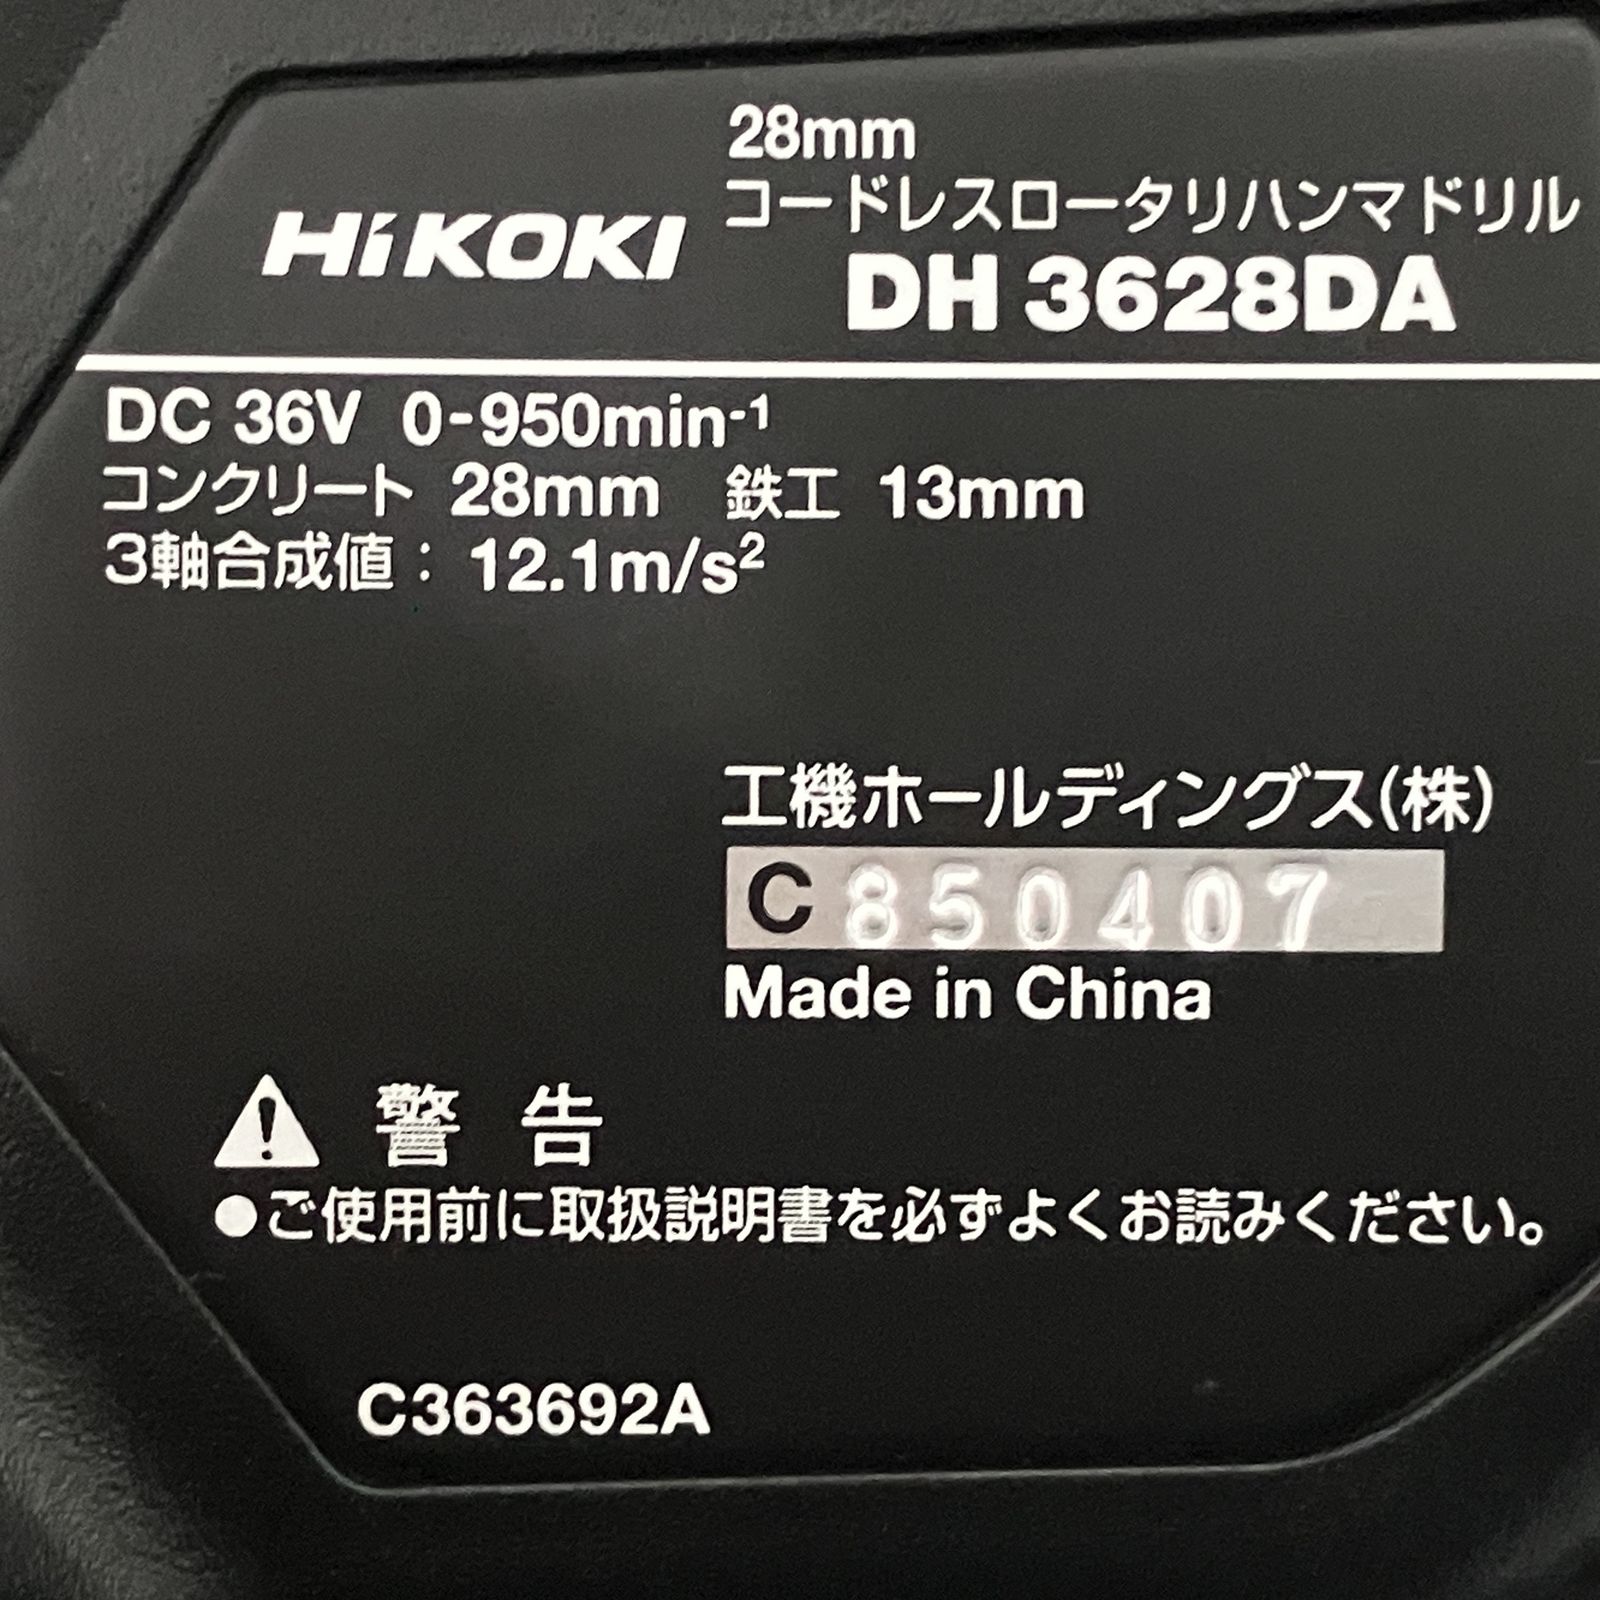 28mm
コードレスロータリハンマドリル
HiKOKI DH 3628DA
DC 36V 0-950min⁻¹
コンクリート 28mm 鉄工 13mm
3軸合成値：12.1m/s²
工機ホールディングス(株)
C 850407
Made in China
警告
●ご使用前に取扱説明書を必ずよくお読みください。
C363692A